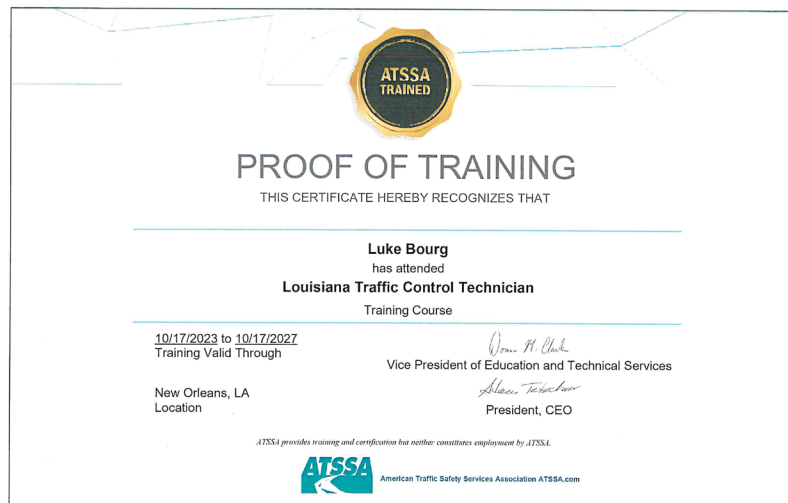 ATSSA
TRAINED
PROOF OF TRAINING
THIS CERTIFICATE HEREBY RECOGNIZES THAT
Luke Bourg
has attended
Louisiana Traffic Control Technician
Training Course
10/17/2023 to 10/17/2027
Training Valid Through
Donna M. Clark
Vice President of Education and Technical Services
New Orleans, LA
Location
President, CEO
ATSSA provides training and certification but neither constitutes employment by ATSSA.
ATSSA
American Traffic Safety Services Association ATSSA.com